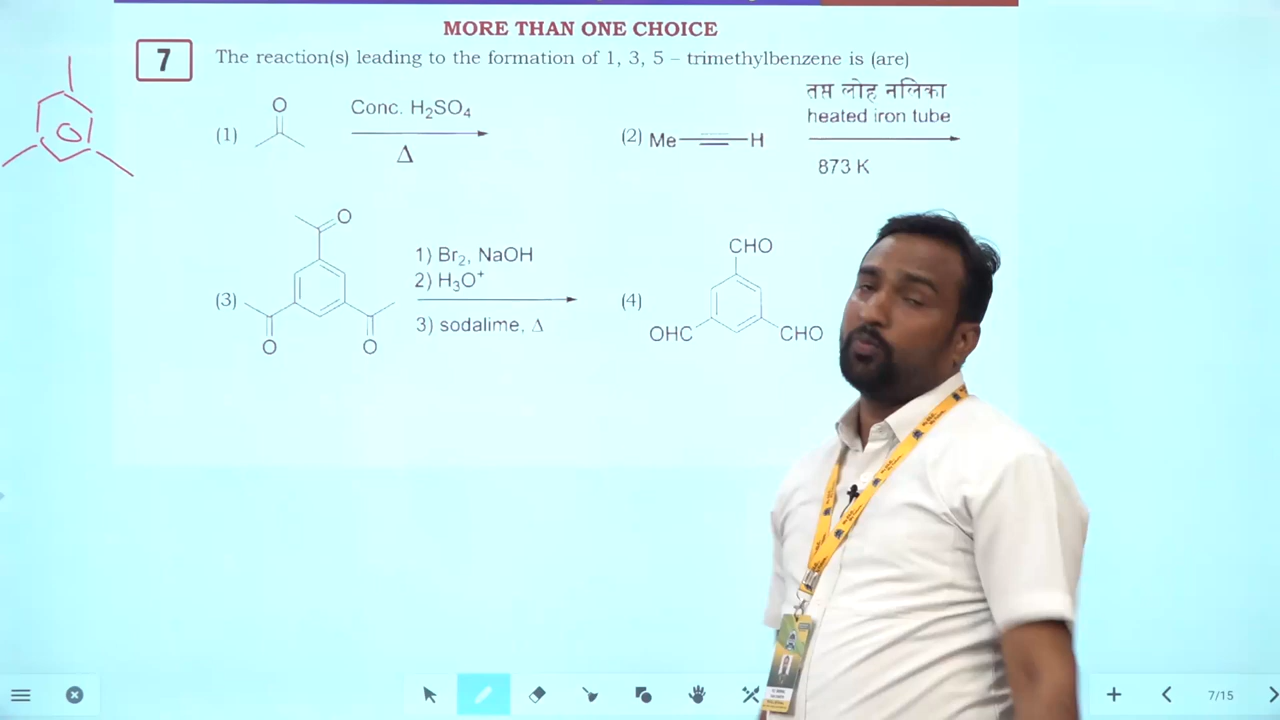 MORE THAN ONE CHOICE
7
The reaction(s) leading to the formation of 1, 3, 5 – trimethylbenzene is (are)
(1) O Conc. H₂SO₄ Δ
(2) Me H तप्त लोह नलिका heated iron tube 873 K
(3) O O O 1) Br₂, NaOH 2) H₃O⁺ 3) sodalime, Δ
(4) CHO OHC CHO
7/15